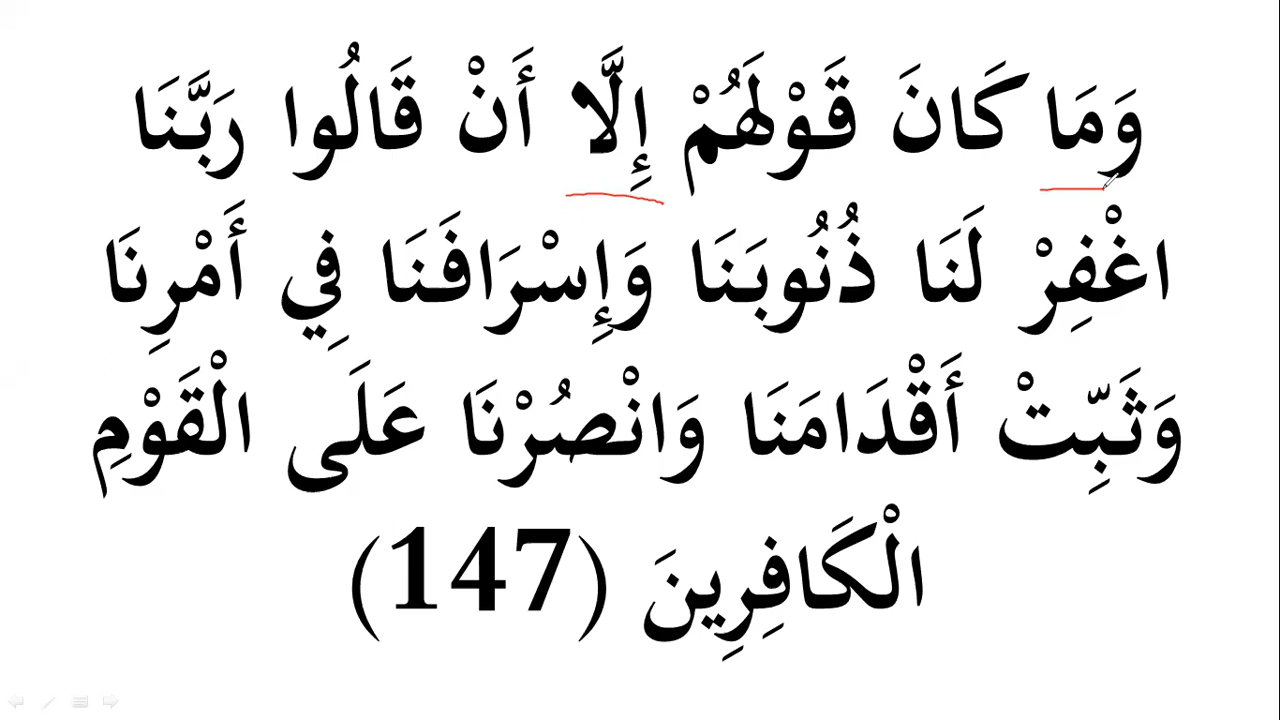 وَمَا كَانَ قَوْلَهُمْ إِلَّا أَنْ قَالُوا رَبَّنَا
اغْفِرْ لَنَا ذُنُوبَنَا وَإِسْرَافَنَا فِي أَمْرِنَا
وَثَبِّتْ أَقْدَامَنَا وَانْصُرْنَا عَلَى الْقَوْمِ
الْكَافِرِينَ (147)